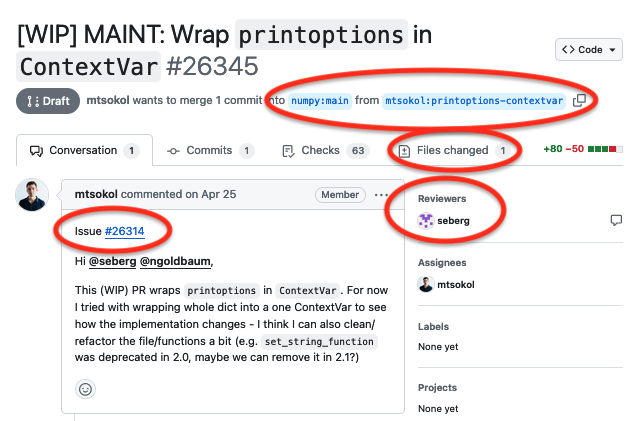 [WIP] MAINT: Wrap printoptions in
ContextVar #26345
Code
Draft
mtsokol wants to merge 1 commit into numpy:main from mtsokol:printoptions-contextvar
Conversation 1
Commits 1
Checks 63
Files changed 1
+80 −50
mtsokol commented on Apr 25
Member
Issue #26314
Hi @seberg @ngoldbaum,
This (WIP) PR wraps printoptions in ContextVar. For now
I tried with wrapping whole dict into a one ContextVar to see
how the implementation changes - I think I can also clean/
refactor the file/functions a bit (e.g. set_string_function
was deprecated in 2.0, maybe we can remove it in 2.1?)
Reviewers
seberg
Assignees
mtsokol
Labels
None yet
Projects
None yet